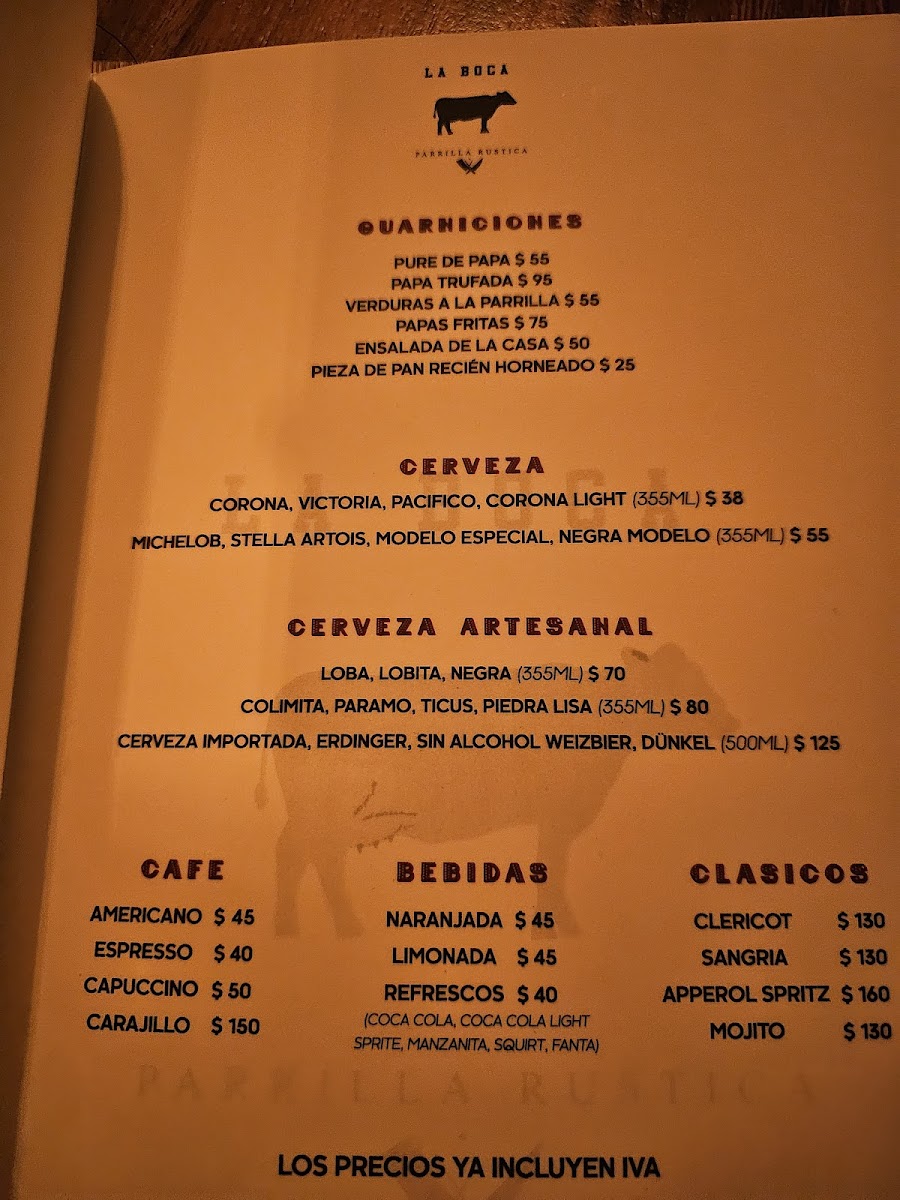 LA BOCA
PARRILLA RUSTICA
GUARNICIONES
PURE DE PAPA $ 55
PAPA TRUFADA $ 95
VERDURAS A LA PARRILLA $ 55
PAPAS FRITAS $ 75
ENSALADA DE LA CASA $ 50
PIEZA DE PAN RECIÉN HORNEADO $ 25
LA BOCA
CERVEZA
CORONA, VICTORIA, PACIFICO, CORONA LIGHT (355ML) $ 38
MICHELOB, STELLA ARTOIS, MODELO ESPECIAL, NEGRA MODELO (355ML) $ 55
CERVEZA ARTESANAL
LOBA, LOBITA, NEGRA (355ML) $ 70
COLIMITA, PARAMO, TICUS, PIEDRA LISA (355ML) $ 80
CERVEZA IMPORTADA, ERDINGER, SIN ALCOHOL WEIZBIER, DÜNKEL (500ML) $ 125
CAFE
AMERICANO $ 45
ESPRESSO $ 40
CAPUCCINO $ 50
CARAJILLO $ 150
BEBIDAS
NARANJADA $ 45
LIMONADA $ 45
REFRESCOS $ 40
(COCA COLA, COCA COLA LIGHT
SPRITE, MANZANITA, SQUIRT, FANTA)
CLASICOS
CLERICOT $ 130
SANGRIA $ 130
APPEROL SPRITZ $ 160
MOJITO $ 130
PARRILLA RUSTICA
LOS PRECIOS YA INCLUYEN IVA